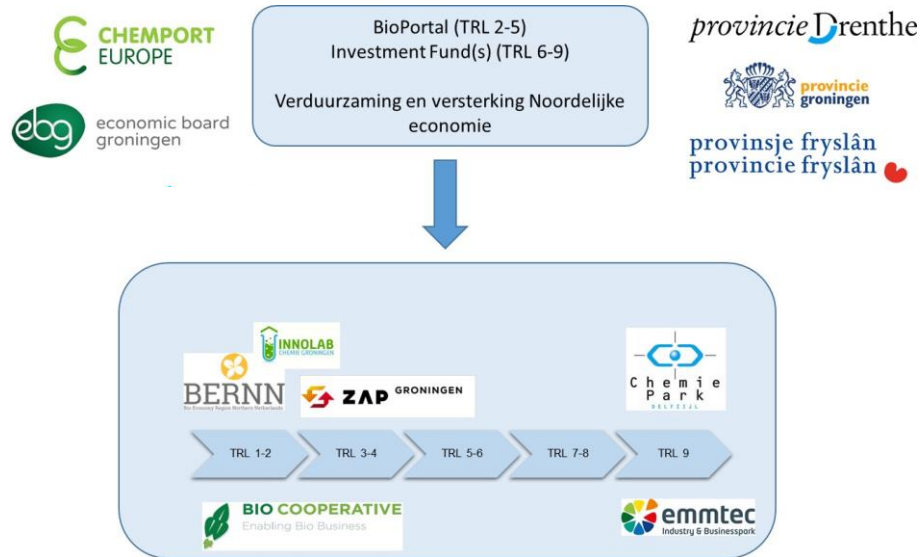 CHEMPORT
EUROPE
ebg
economic board
groningen
BioPortal (TRL 2-5)
Investment Fund(s) (TRL 6-9)
Verduurzaming en versterking Noordelijke
economie
provincie Drenthe
provincie
groningen
provinsje fryslân
provincie fryslân
INNOLAB
CHEMIE GRONINGEN
BERNN
Bio Economy Region Northern Netherlands
ZAP GRONINGEN
Chemie
Park
DELFZIJL
TRL 1-2
TRL 3-4
TRL 5-6
TRL 7-8
TRL 9
BIO COOPERATIVE
Enabling Bio Business
emmtec
Industry & Businesspark